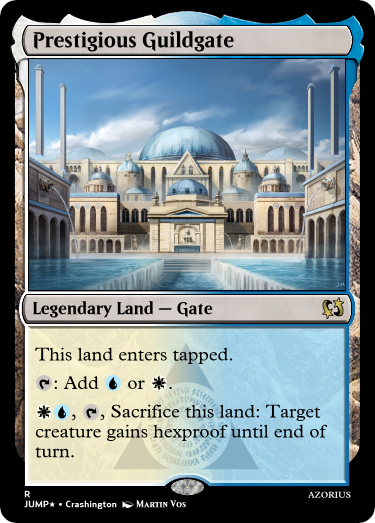 Prestigious Guildgate
Legendary Land — Gate
This land enters tapped.
: Add or .
, , Sacrifice this land: Target
creature gains hexproof until end of
turn.
R
JUMP★ • Crashington Martin Vos
AZORIUS